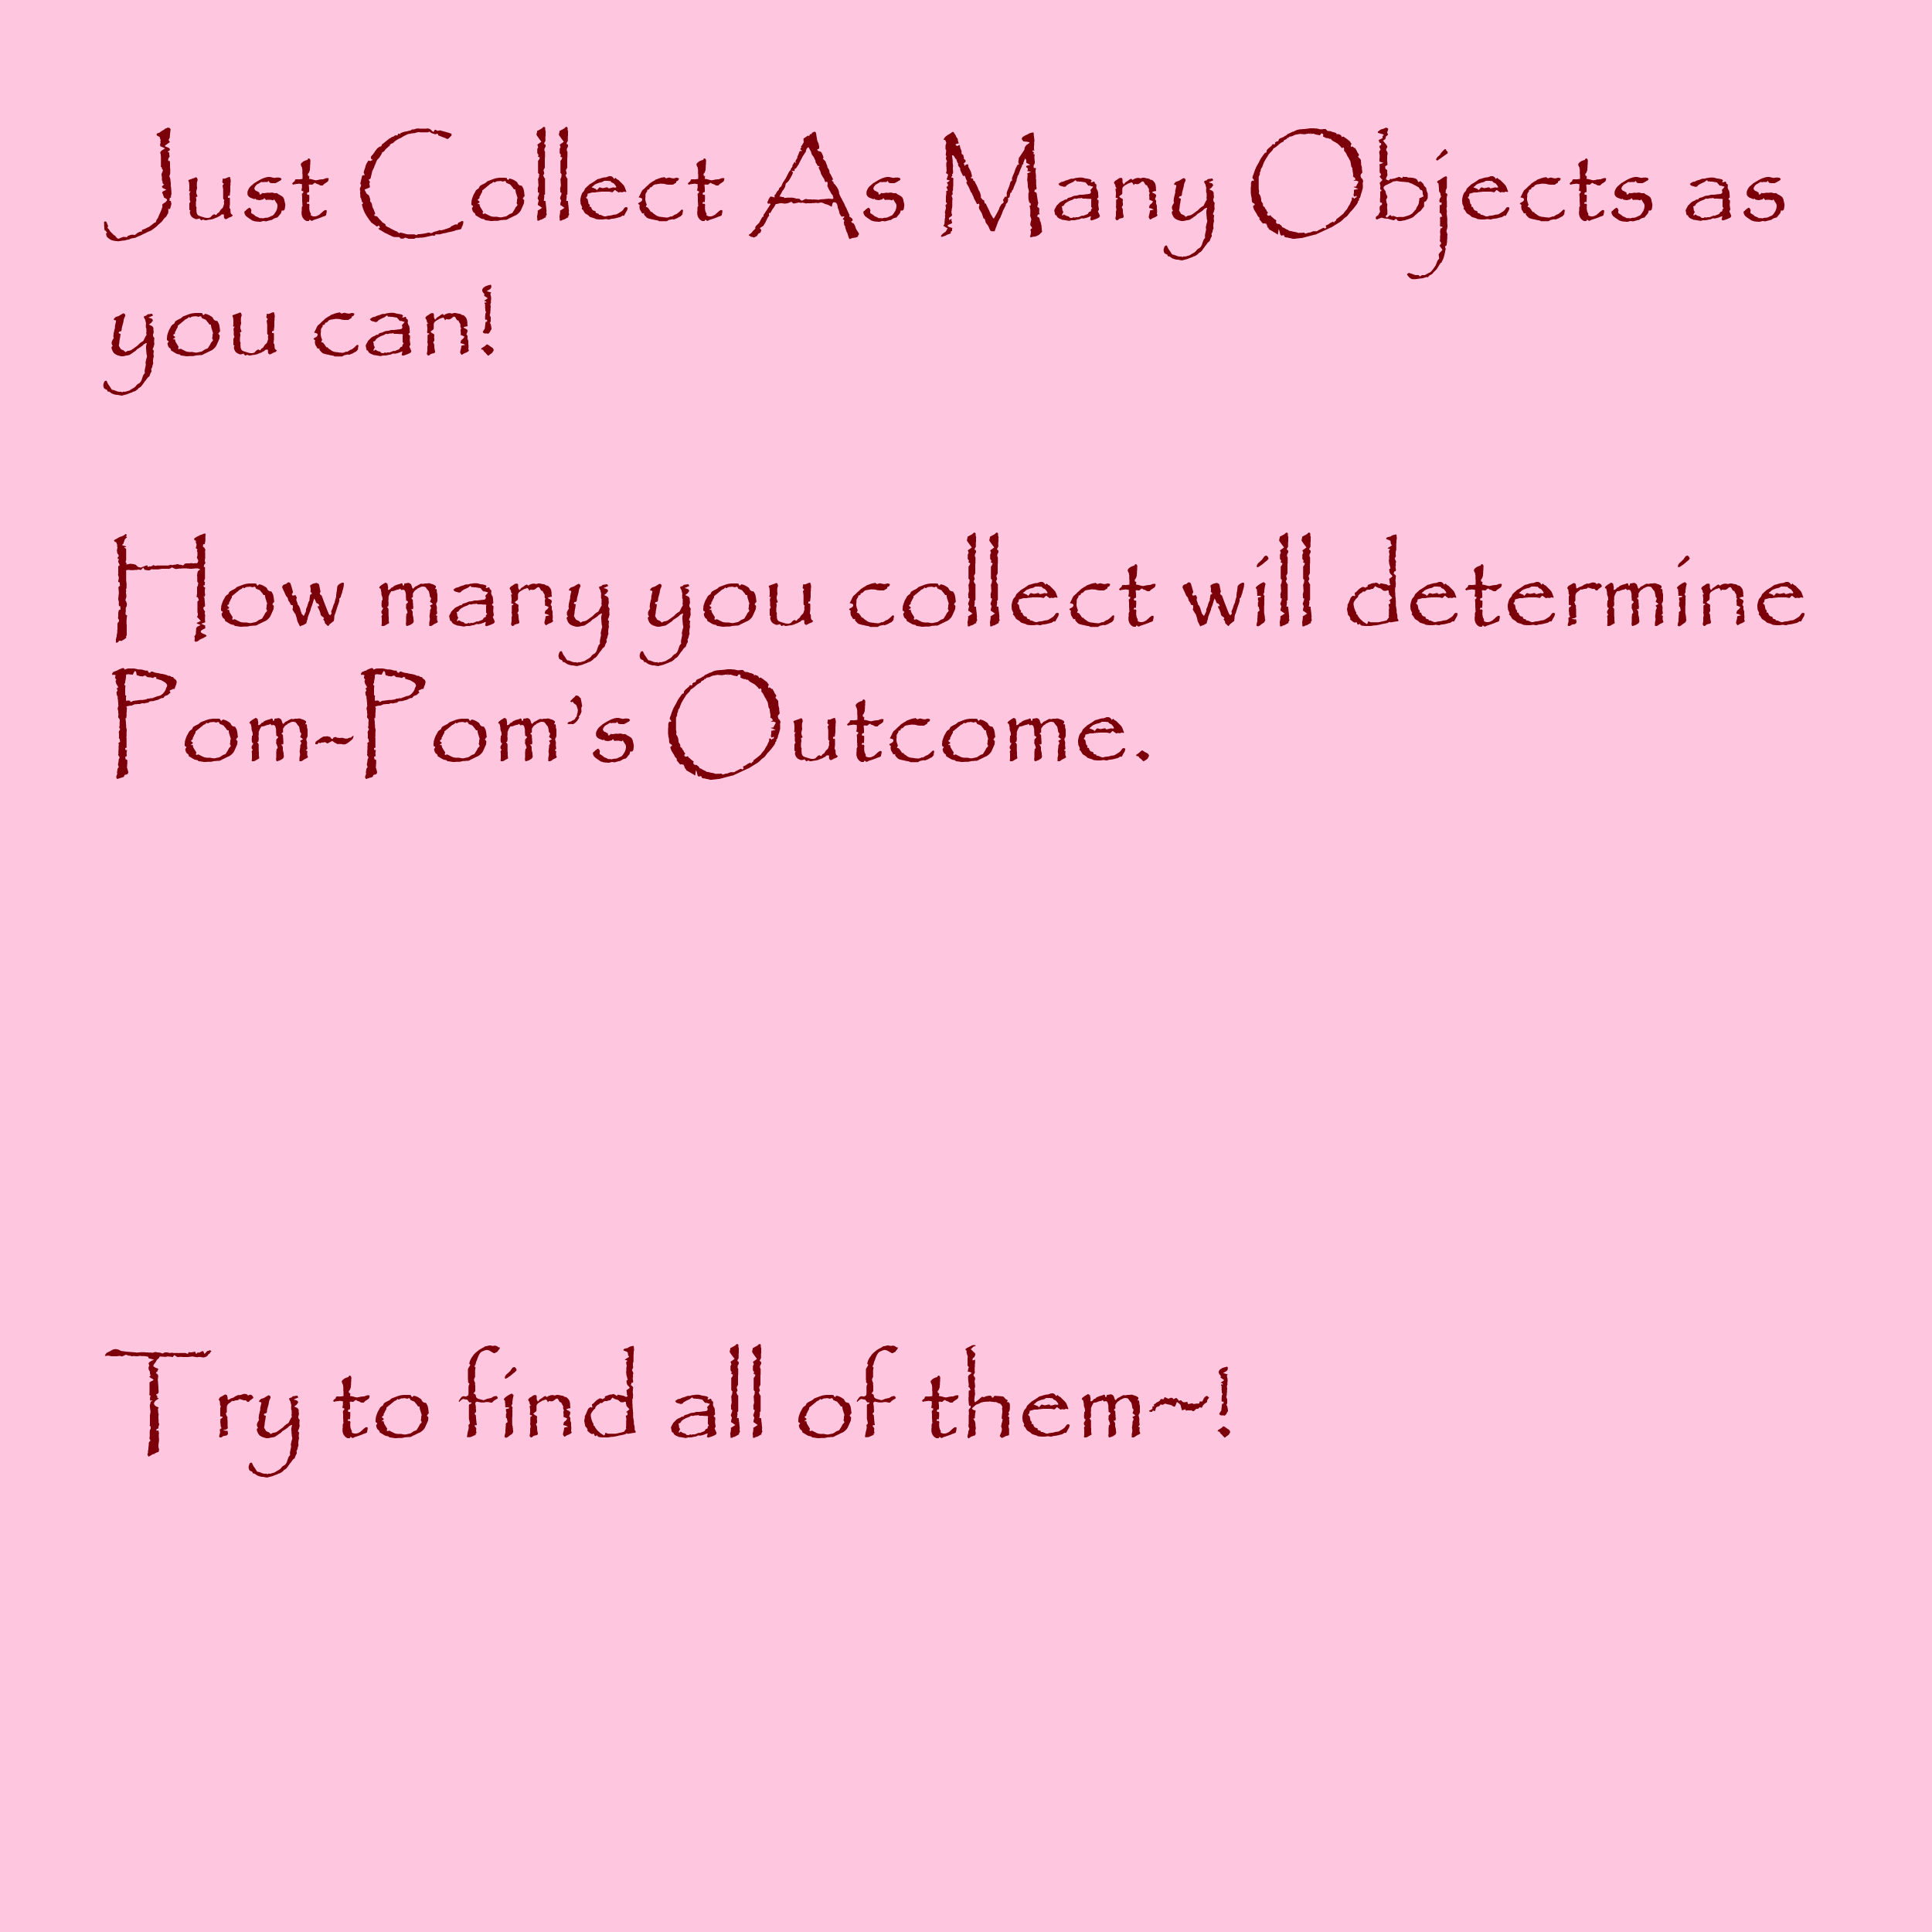 Just Collect As Many Objects as
you can!
How many you collect will determine
Pom-Pom's Outcome.
Try to find all of them~!